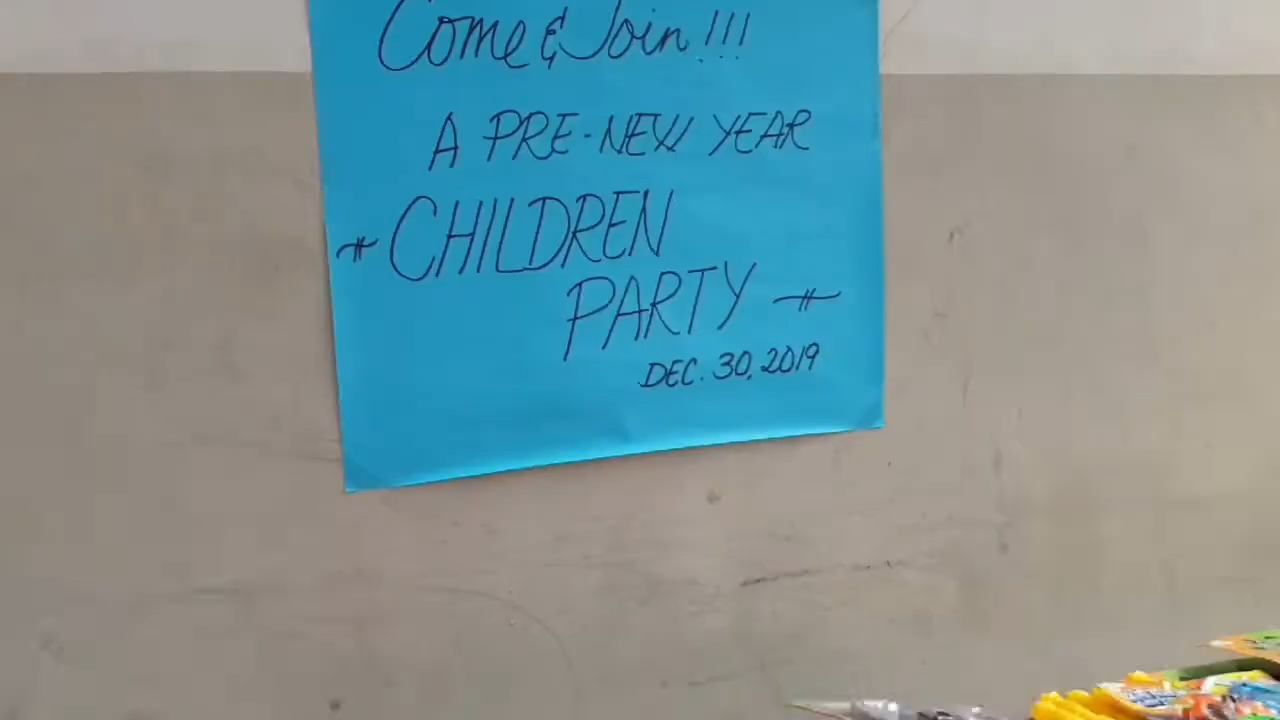 Come & Join!!!
A PRE-NEW YEAR
CHILDREN
PARTY
DEC. 30, 2019